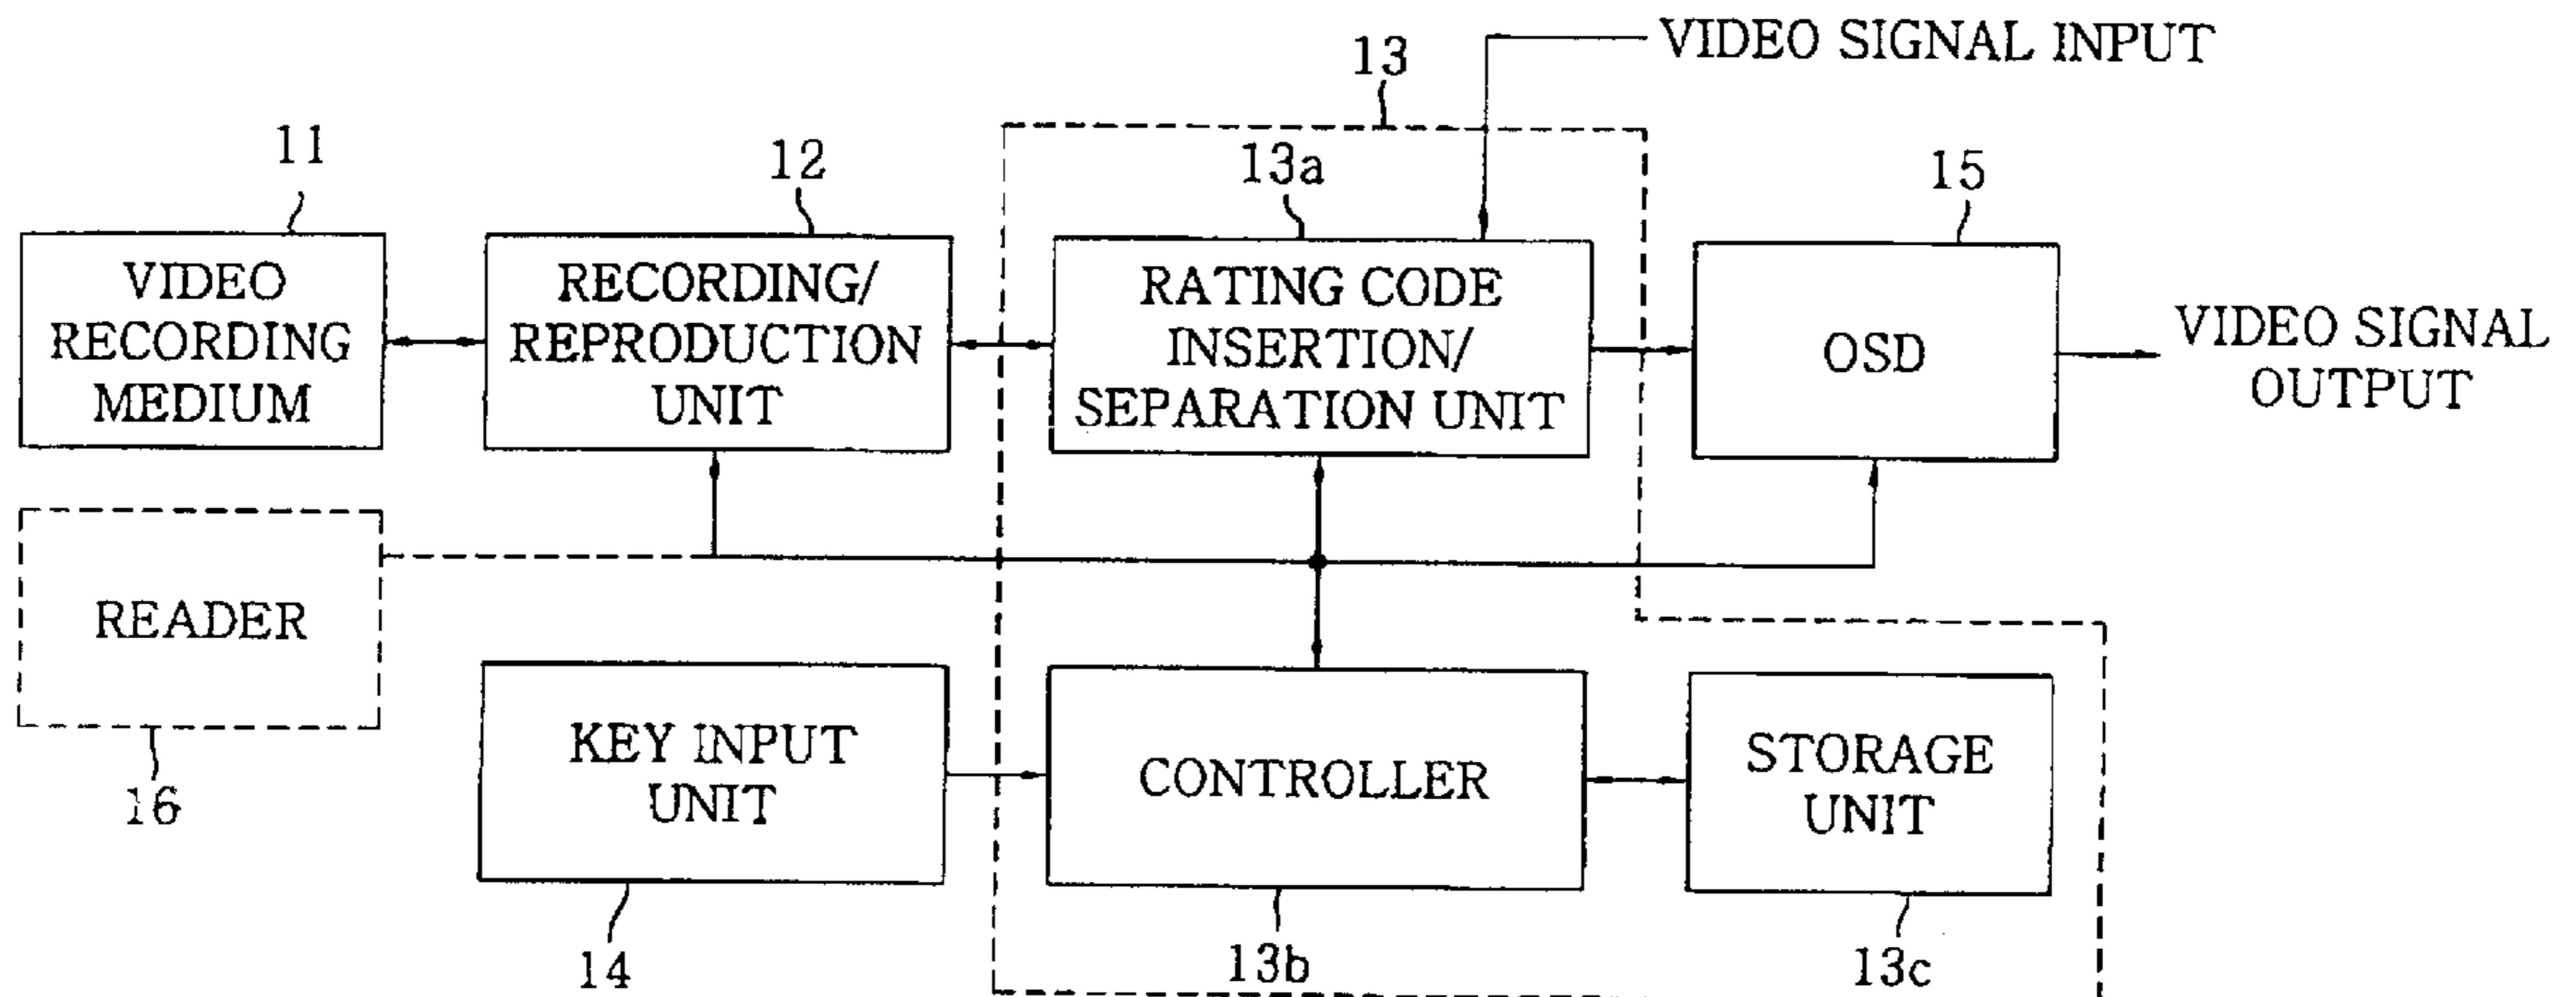 VIDEO SIGNAL INPUT
13
11
12
13a
15
VIDEO
RECORDING
MEDIUM
RECORDING/
REPRODUCTION
UNIT
RATING CODE
INSERTION/
SEPARATION UNIT
OSD
VIDEO SIGNAL
OUTPUT
READER
16
KEY INPUT
UNIT
14
CONTROLLER
13b
STORAGE
UNIT
13c